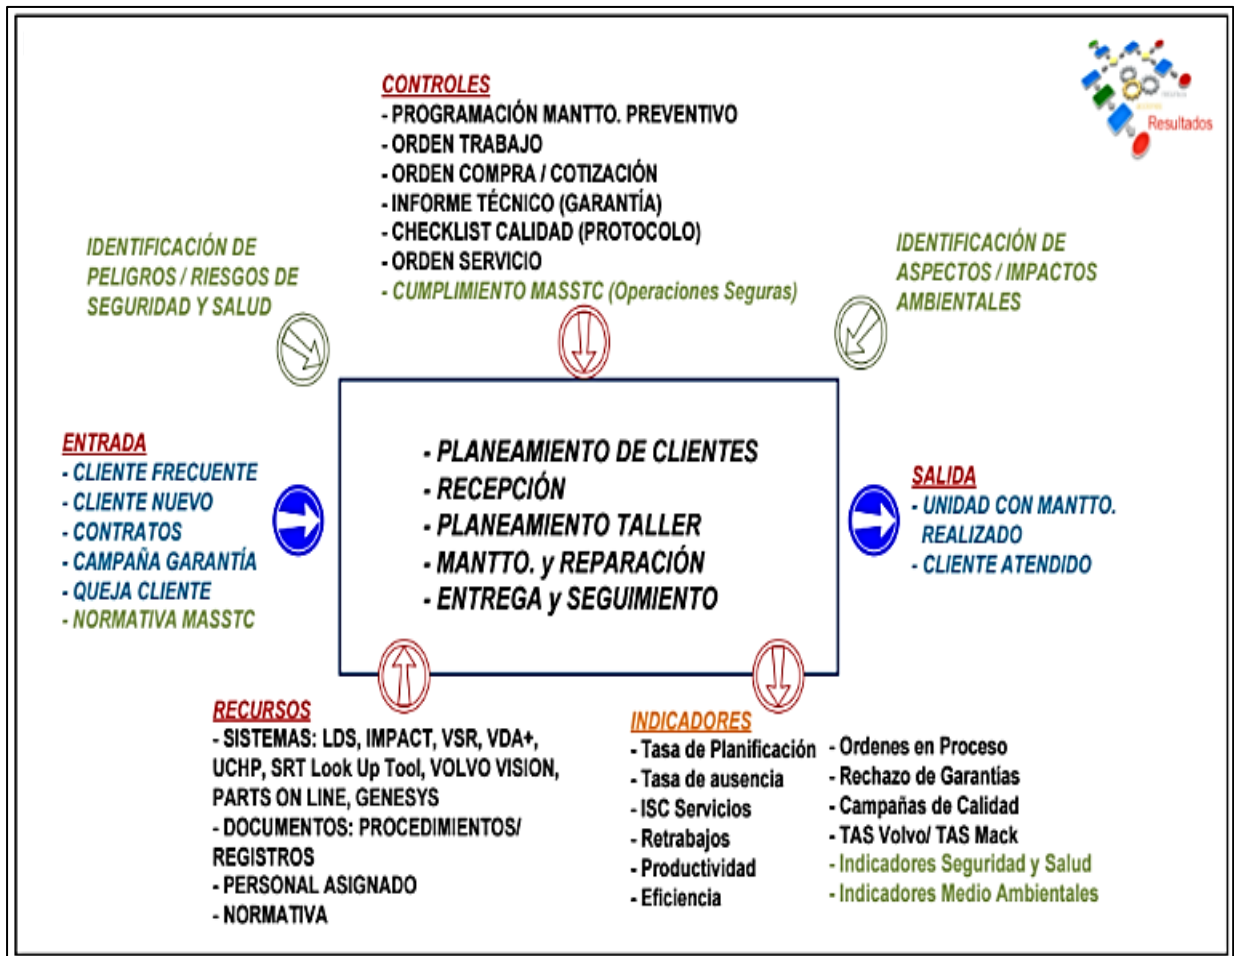 Resultados
CONTROLES
- PROGRAMACIÓN MANTTO. PREVENTIVO
- ORDEN TRABAJO
- ORDEN COMPRA / COTIZACIÓN
- INFORME TÉCNICO (GARANTÍA)
- CHECKLIST CALIDAD (PROTOCOLO)
- ORDEN SERVICIO
- CUMPLIMIENTO MASSTC (Operaciones Seguras)
IDENTIFICACIÓN DE
PELIGROS / RIESGOS DE
SEGURIDAD Y SALUD
IDENTIFICACIÓN DE
ASPECTOS / IMPACTOS
AMBIENTALES
ENTRADA
- CLIENTE FRECUENTE
- CLIENTE NUEVO
- CONTRATOS
- CAMPAÑA GARANTÍA
- QUEJA CLIENTE
- NORMATIVA MASSTC
- PLANEAMIENTO DE CLIENTES
- RECEPCIÓN
- PLANEAMIENTO TALLER
- MANTTO. y REPARACIÓN
- ENTREGA y SEGUIMIENTO
SALIDA
- UNIDAD CON MANTTO.
REALIZADO
- CLIENTE ATENDIDO
RECURSOS
- SISTEMAS: LDS, IMPACT, VSR, VDA+,
UCHP, SRT Look Up Tool, VOLVO VISION,
PARTS ON LINE, GENESYS
- DOCUMENTOS: PROCEDIMIENTOS/
REGISTROS
- PERSONAL ASIGNADO
- NORMATIVA
INDICADORES
- Tasa de Planificación
- Tasa de ausencia
- ISC Servicios
- Retrabajos
- Productividad
- Eficiencia
- Ordenes en Proceso
- Rechazo de Garantías
- Campañas de Calidad
- TAS Volvo/ TAS Mack
- Indicadores Seguridad y Salud
- Indicadores Medio Ambientales